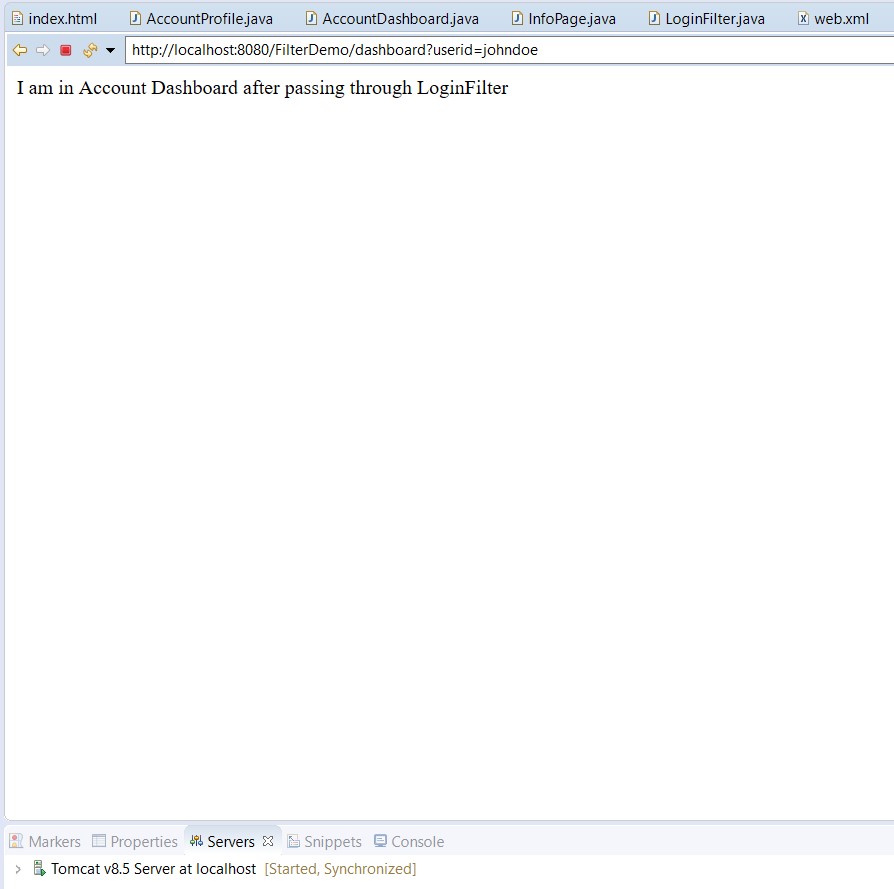 index.html AccountProfile.java AccountDashboard.java InfoPage.java LoginFilter.java web.xml
http://localhost:8080/FilterDemo/dashboard?userid=johndoe
I am in Account Dashboard after passing through LoginFilter
Markers Properties Servers Snippets Console
Tomcat v8.5 Server at localhost [Started, Synchronized]